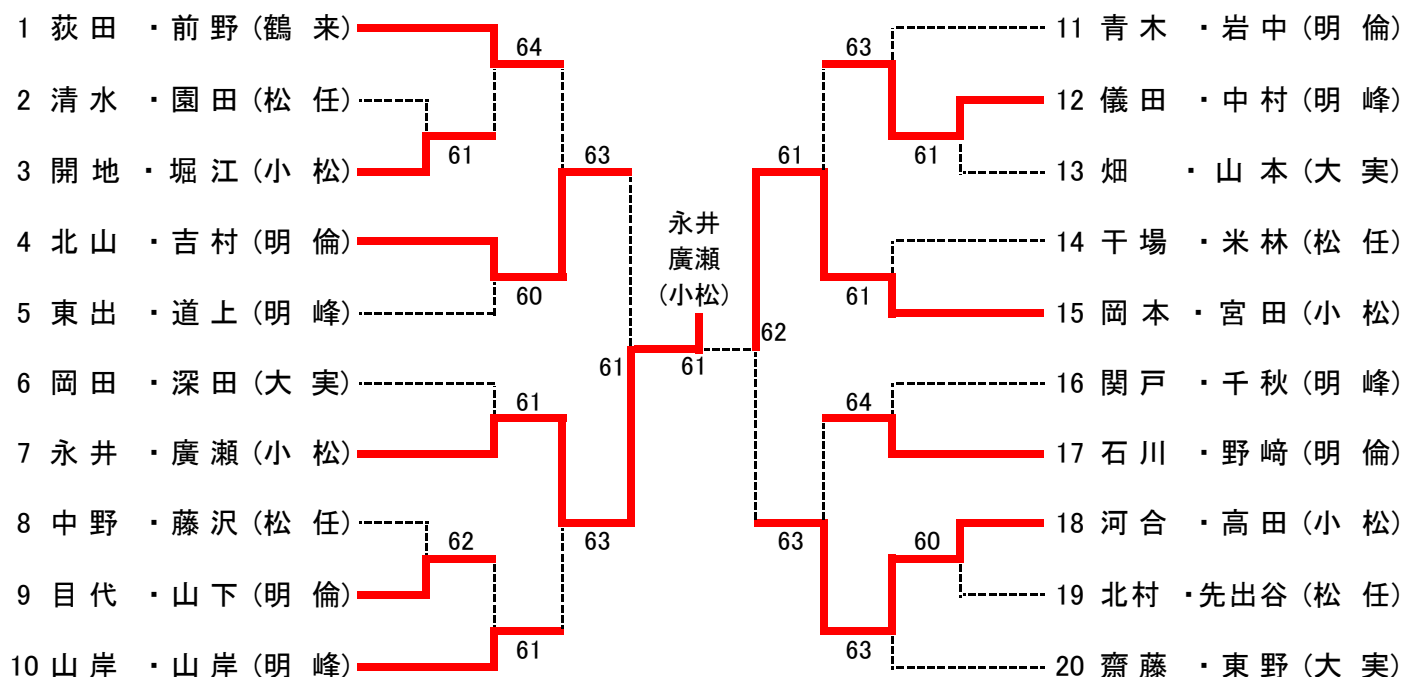 1 荻田 ・前野(鶴 来)
64
2 清水 ・園田(松 任)
61
3 開地 ・堀江(小 松)
63
4 北山 ・吉村(明 倫)
60
5 東出 ・道上(明 峰)
61
6 岡田 ・深田(大 実)
61
7 永井 ・廣瀬(小 松)
63
8 中野 ・藤沢(松 任)
62
9 目代 ・山下(明 倫)
61
10 山岸 ・山岸(明 峰)
永井
廣瀬
(小松)
61
63
11 青木 ・岩中(明 倫)
12 儀田 ・中村(明 峰)
61
61
13 畑 ・山本(大 実)
14 干場 ・米林(松 任)
61
15 岡本 ・宮田(小 松)
62
16 関戸 ・千秋(明 峰)
64
17 石川 ・野﨑(明 倫)
18 河合 ・高田(小 松)
63
60
19 北村 ・先出谷(松 任)
63
20 齋藤 ・東野(大 実)